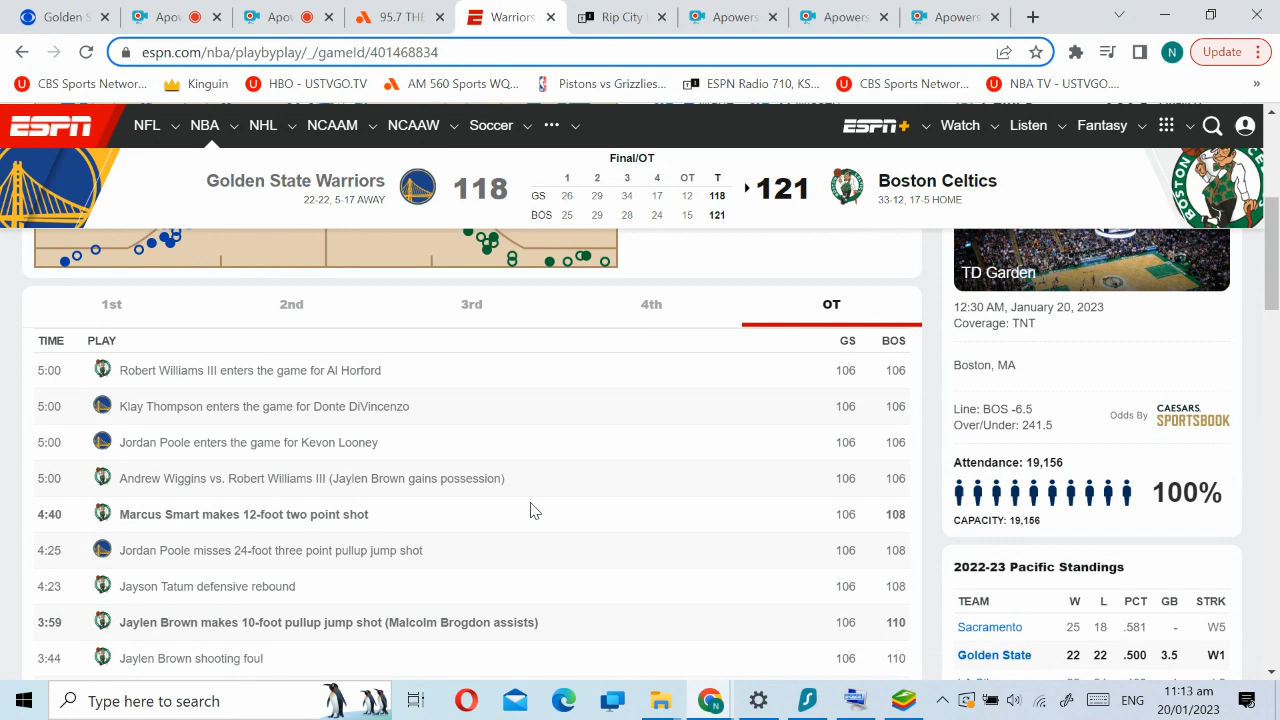 Golden S
Apov
Apov
95.7 THE
Warriors
Rip City
Apowers
Apowers
Apowers
espn.com/nba/playbyplay/_/gameId/401468834
N
Update
CBS Sports Networ...
Kinguin
HBO - USTVGO.TV
AM 560 Sports WQ...
Pistons vs Grizzlies...
ESPN Radio 710, KS...
CBS Sports Networ...
NBA TV - USTVGO....
»
ESPN NFL NBA NHL NCAAM NCAAW Soccer ESPN+ Watch Listen Fantasy
Final/OT
Golden State Warriors
22-22, 5-17 AWAY
118
1 2 3 4 OT T
GS 26 29 34 17 12 118
BOS 25 29 28 24 15 121
121
Boston Celtics
33-12, 17-5 HOME
BOSTON
1st 2nd 3rd 4th OT
TIME PLAY GS BOS
5:00 Robert Williams III enters the game for Al Horford 106 106
5:00 Klay Thompson enters the game for Donte DiVincenzo 106 106
5:00 Jordan Poole enters the game for Kevon Looney 106 106
5:00 Andrew Wiggins vs. Robert Williams III (Jaylen Brown gains possession) 106 106
4:40 Marcus Smart makes 12-foot two point shot 106 108
4:25 Jordan Poole misses 24-foot three point pullup jump shot 106 108
4:23 Jayson Tatum defensive rebound 106 108
3:59 Jaylen Brown makes 10-foot pullup jump shot (Malcolm Brogdon assists) 106 110
3:44 Jaylen Brown shooting foul 106 110
TD Garden
12:30 AM, January 20, 2023
Coverage: TNT
Boston, MA
Line: BOS -6.5
Over/Under: 241.5
Odds By CAESARS SPORTSBOOK
Attendance: 19,156
100%
CAPACITY: 19,156
2022-23 Pacific Standings
TEAM W L PCT GB STRK
Sacramento 25 18 .581 - W5
Golden State 22 22 .500 3.5 W1
Type here to search
ENG
11:13 am
20/01/2023